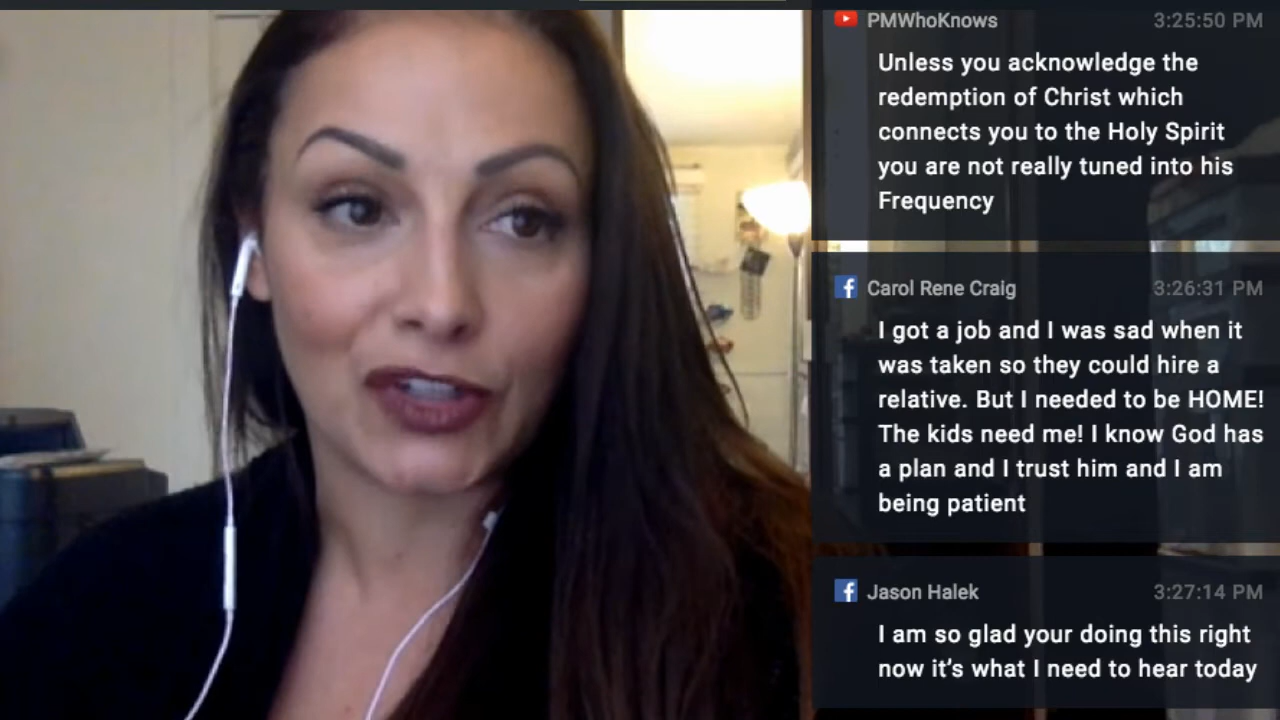 PMWhoKnows 3:25:50 PM
Unless you acknowledge the
redemption of Christ which
connects you to the Holy Spirit
you are not really tuned into his
Frequency
Carol Rene Craig 3:26:31 PM
I got a job and I was sad when it
was taken so they could hire a
relative. But I needed to be HOME!
The kids need me! I know God has
a plan and I trust him and I am
being patient
Jason Halek 3:27:14 PM
I am so glad your doing this right
now it's what I need to hear today